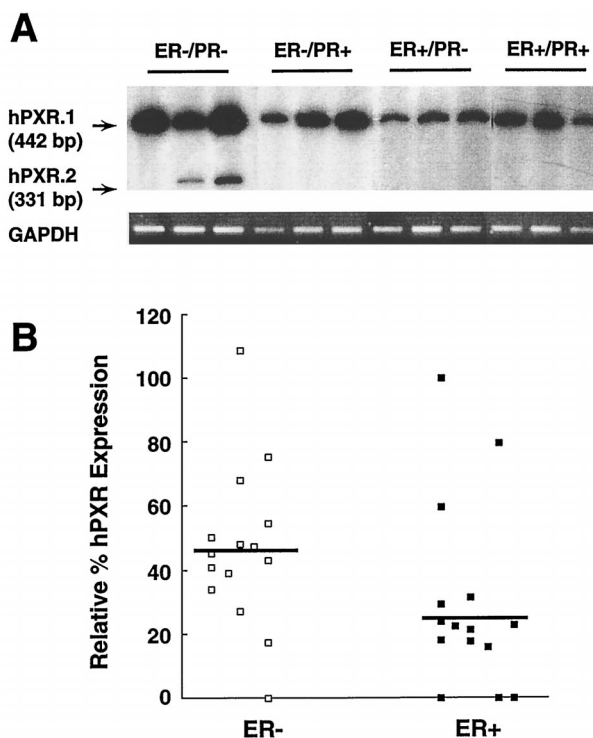 A
ER-/PR- ER-/PR+ ER+/PR- ER+/PR+
hPXR.1
(442 bp)
hPXR.2
(331 bp)
GAPDH
B
Relative % hPXR Expression
120
100
80
60
40
20
0
ER- ER+